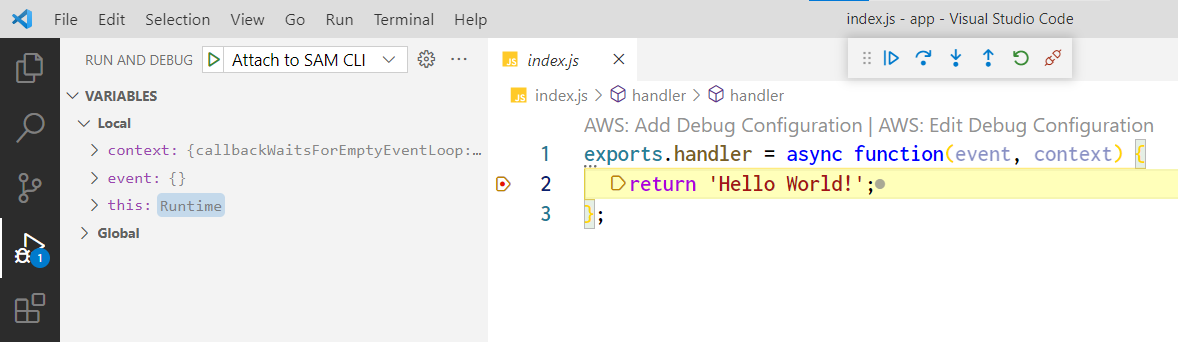 File Edit Selection View Go Run Terminal Help index.js - app - Visual Studio Code
RUN AND DEBUG Attach to SAM CLI ···
VARIABLES
Local
context: {callbackWaitsForEmptyEventLoop:…
event: {}
this: Runtime
Global
1
JS index.js
JS index.js > handler > handler
AWS: Add Debug Configuration | AWS: Edit Debug Configuration
1 exports.handler = async function(event, context) {
2 return 'Hello World!';
3 };